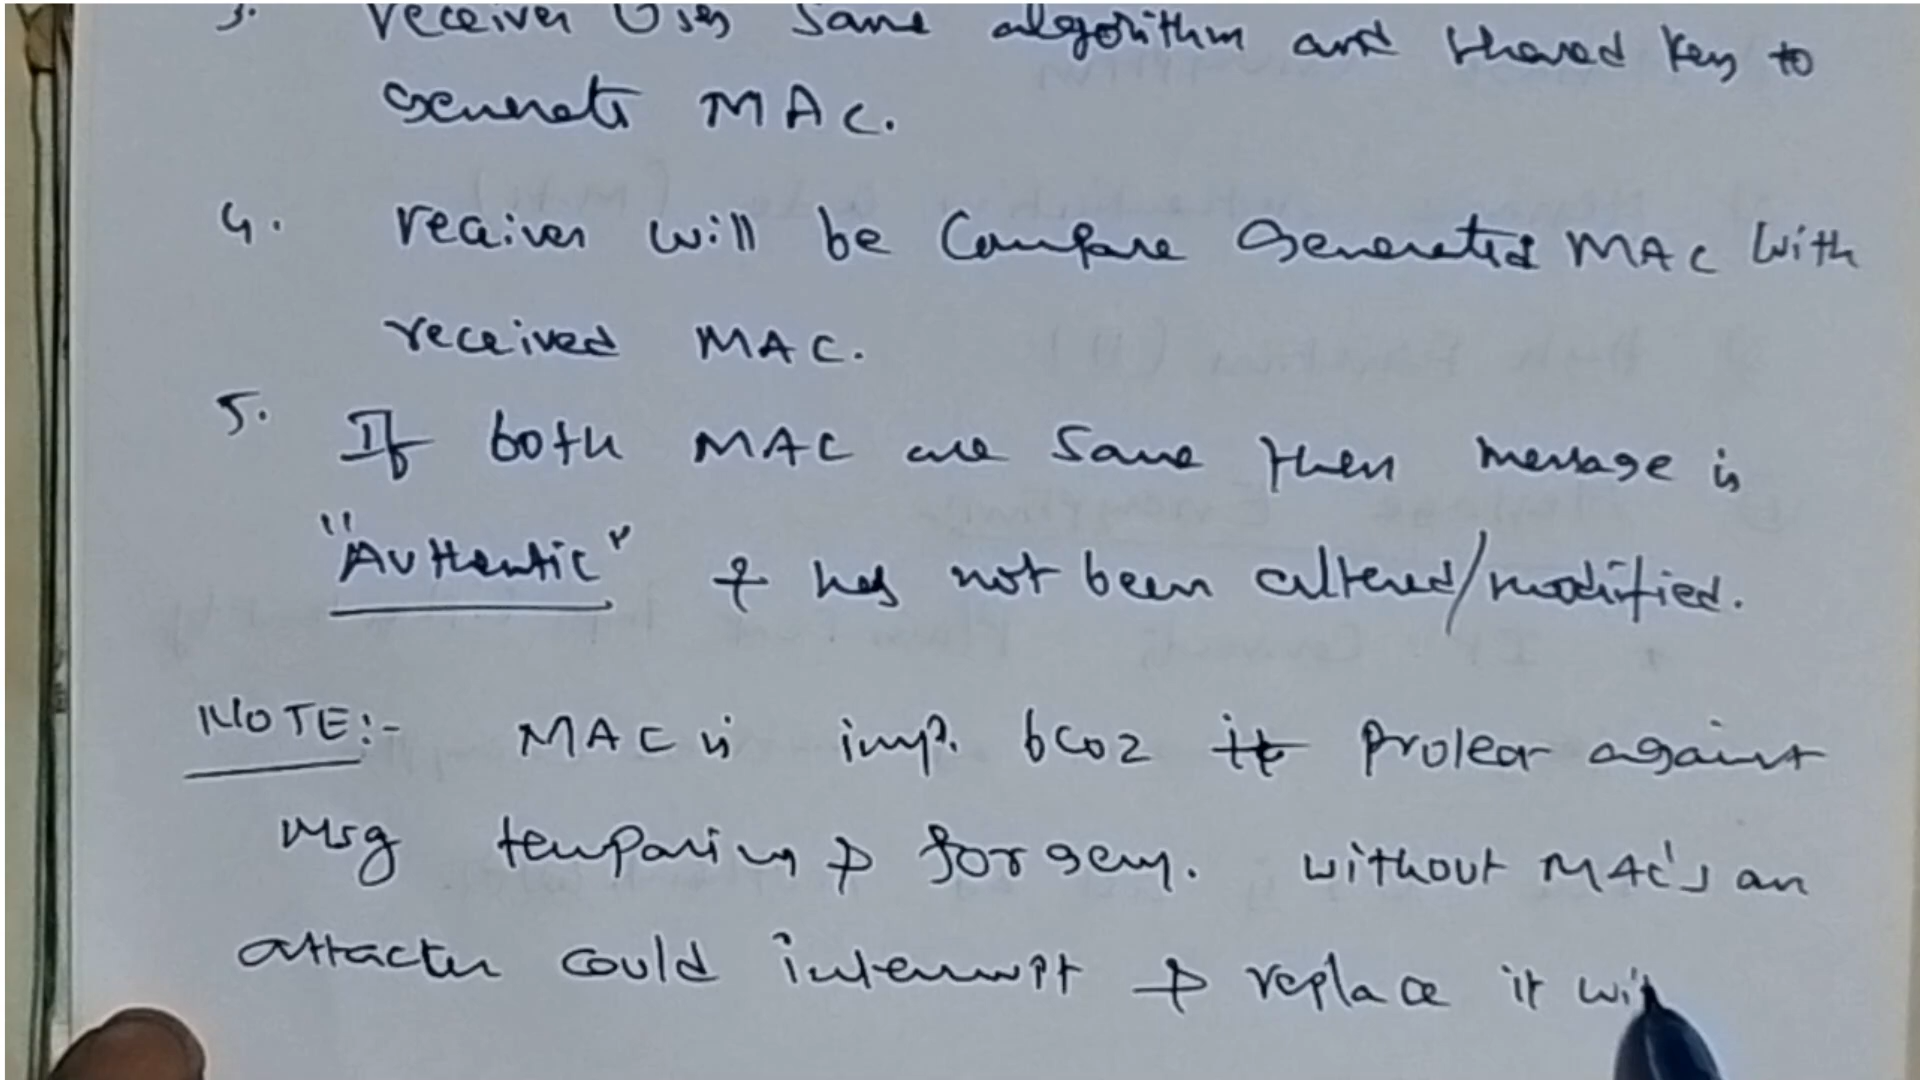 3. receiver Uses Same algorithm and shared key to
generate MAC.
4. receiver will be Compare Generated MAC With
received MAC.
5. If both MAC are Same then message is
"Authentic" & has not been altered/modified.
NOTE:- MAC is imp. bcoz it protect against
Msg tempering & forgery. without MAC's an
attacker could interrupt & replace it wi